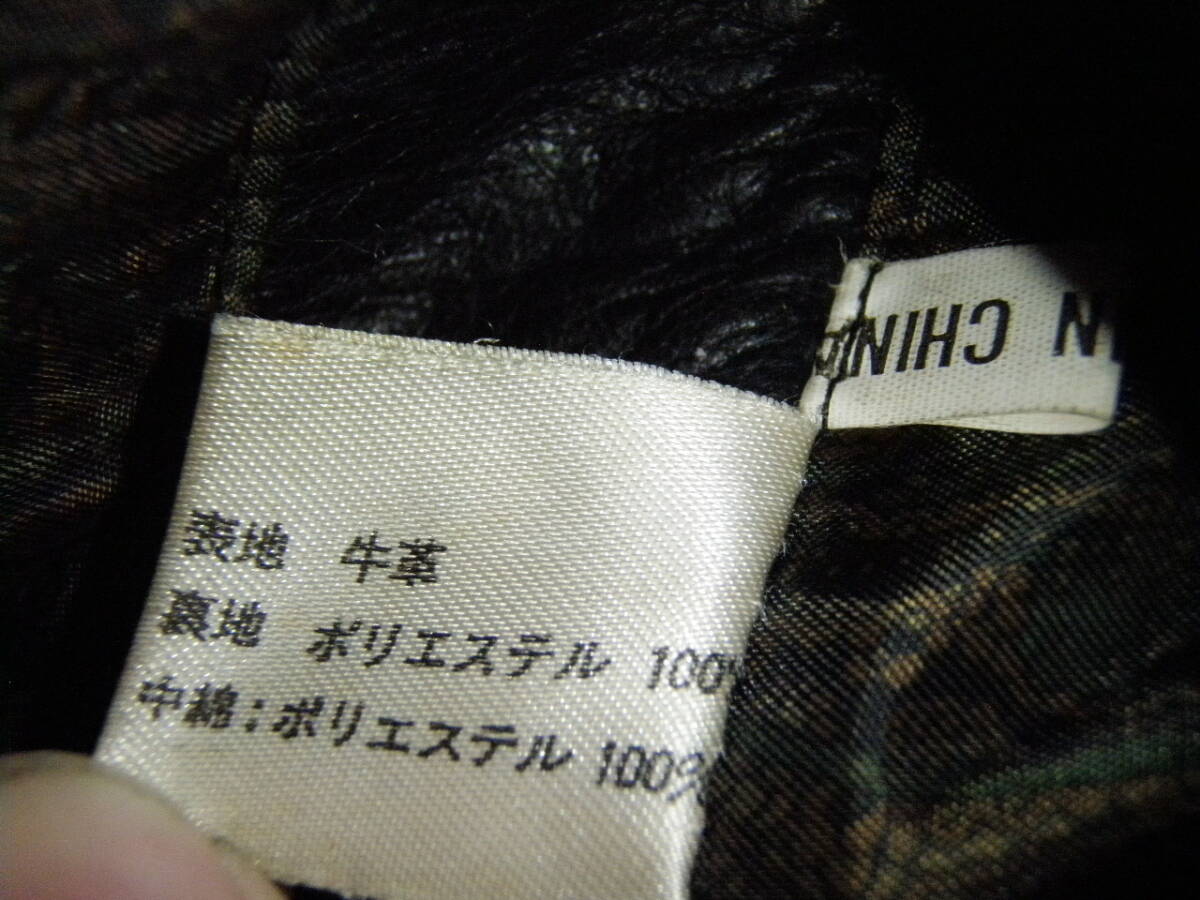 表地 牛革
裏地 ポリエステル 100%
中綿:ポリエステル 100%
N CHIN